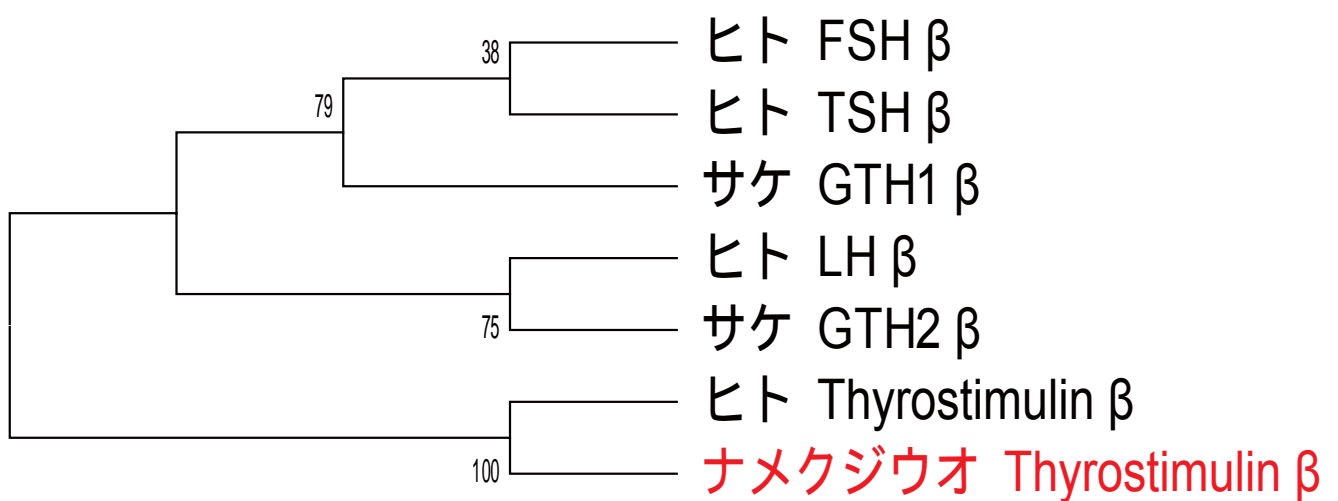 38
ヒト FSH β
79
ヒト TSH β
サケ GTH1 β
ヒト LH β
75
サケ GTH2 β
ヒト Thyrostimulin β
100
ナメクジウオ Thyrostimulin β